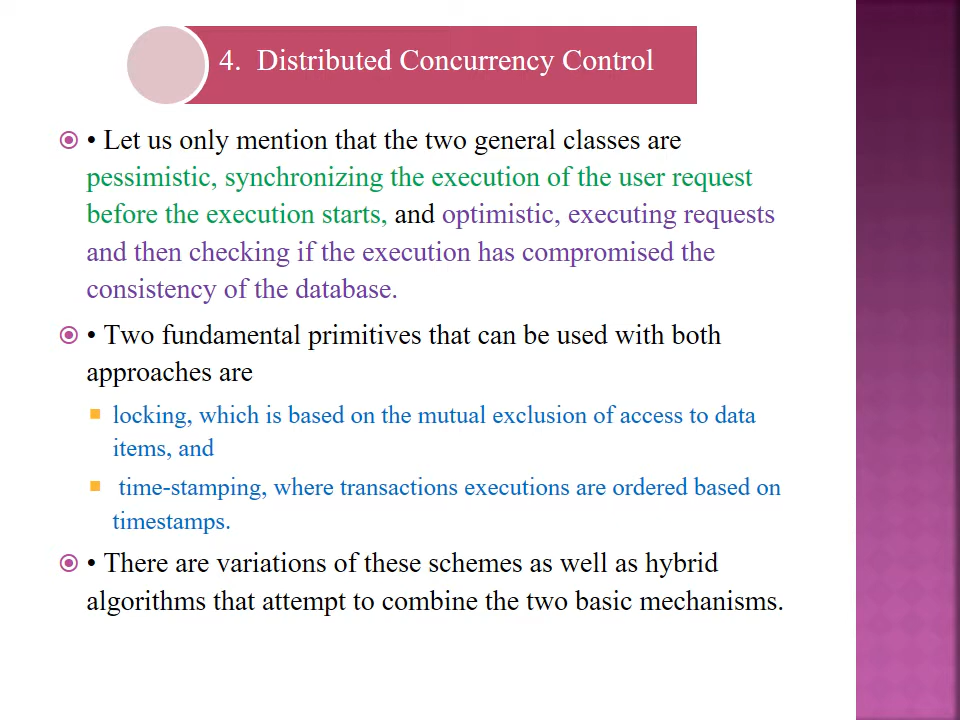 4. Distributed Concurrency Control
• Let us only mention that the two general classes are
pessimistic, synchronizing the execution of the user request
before the execution starts, and optimistic, executing requests
and then checking if the execution has compromised the
consistency of the database.
• Two fundamental primitives that can be used with both
approaches are
locking, which is based on the mutual exclusion of access to data
items, and
time-stamping, where transactions executions are ordered based on
timestamps.
• There are variations of these schemes as well as hybrid
algorithms that attempt to combine the two basic mechanisms.